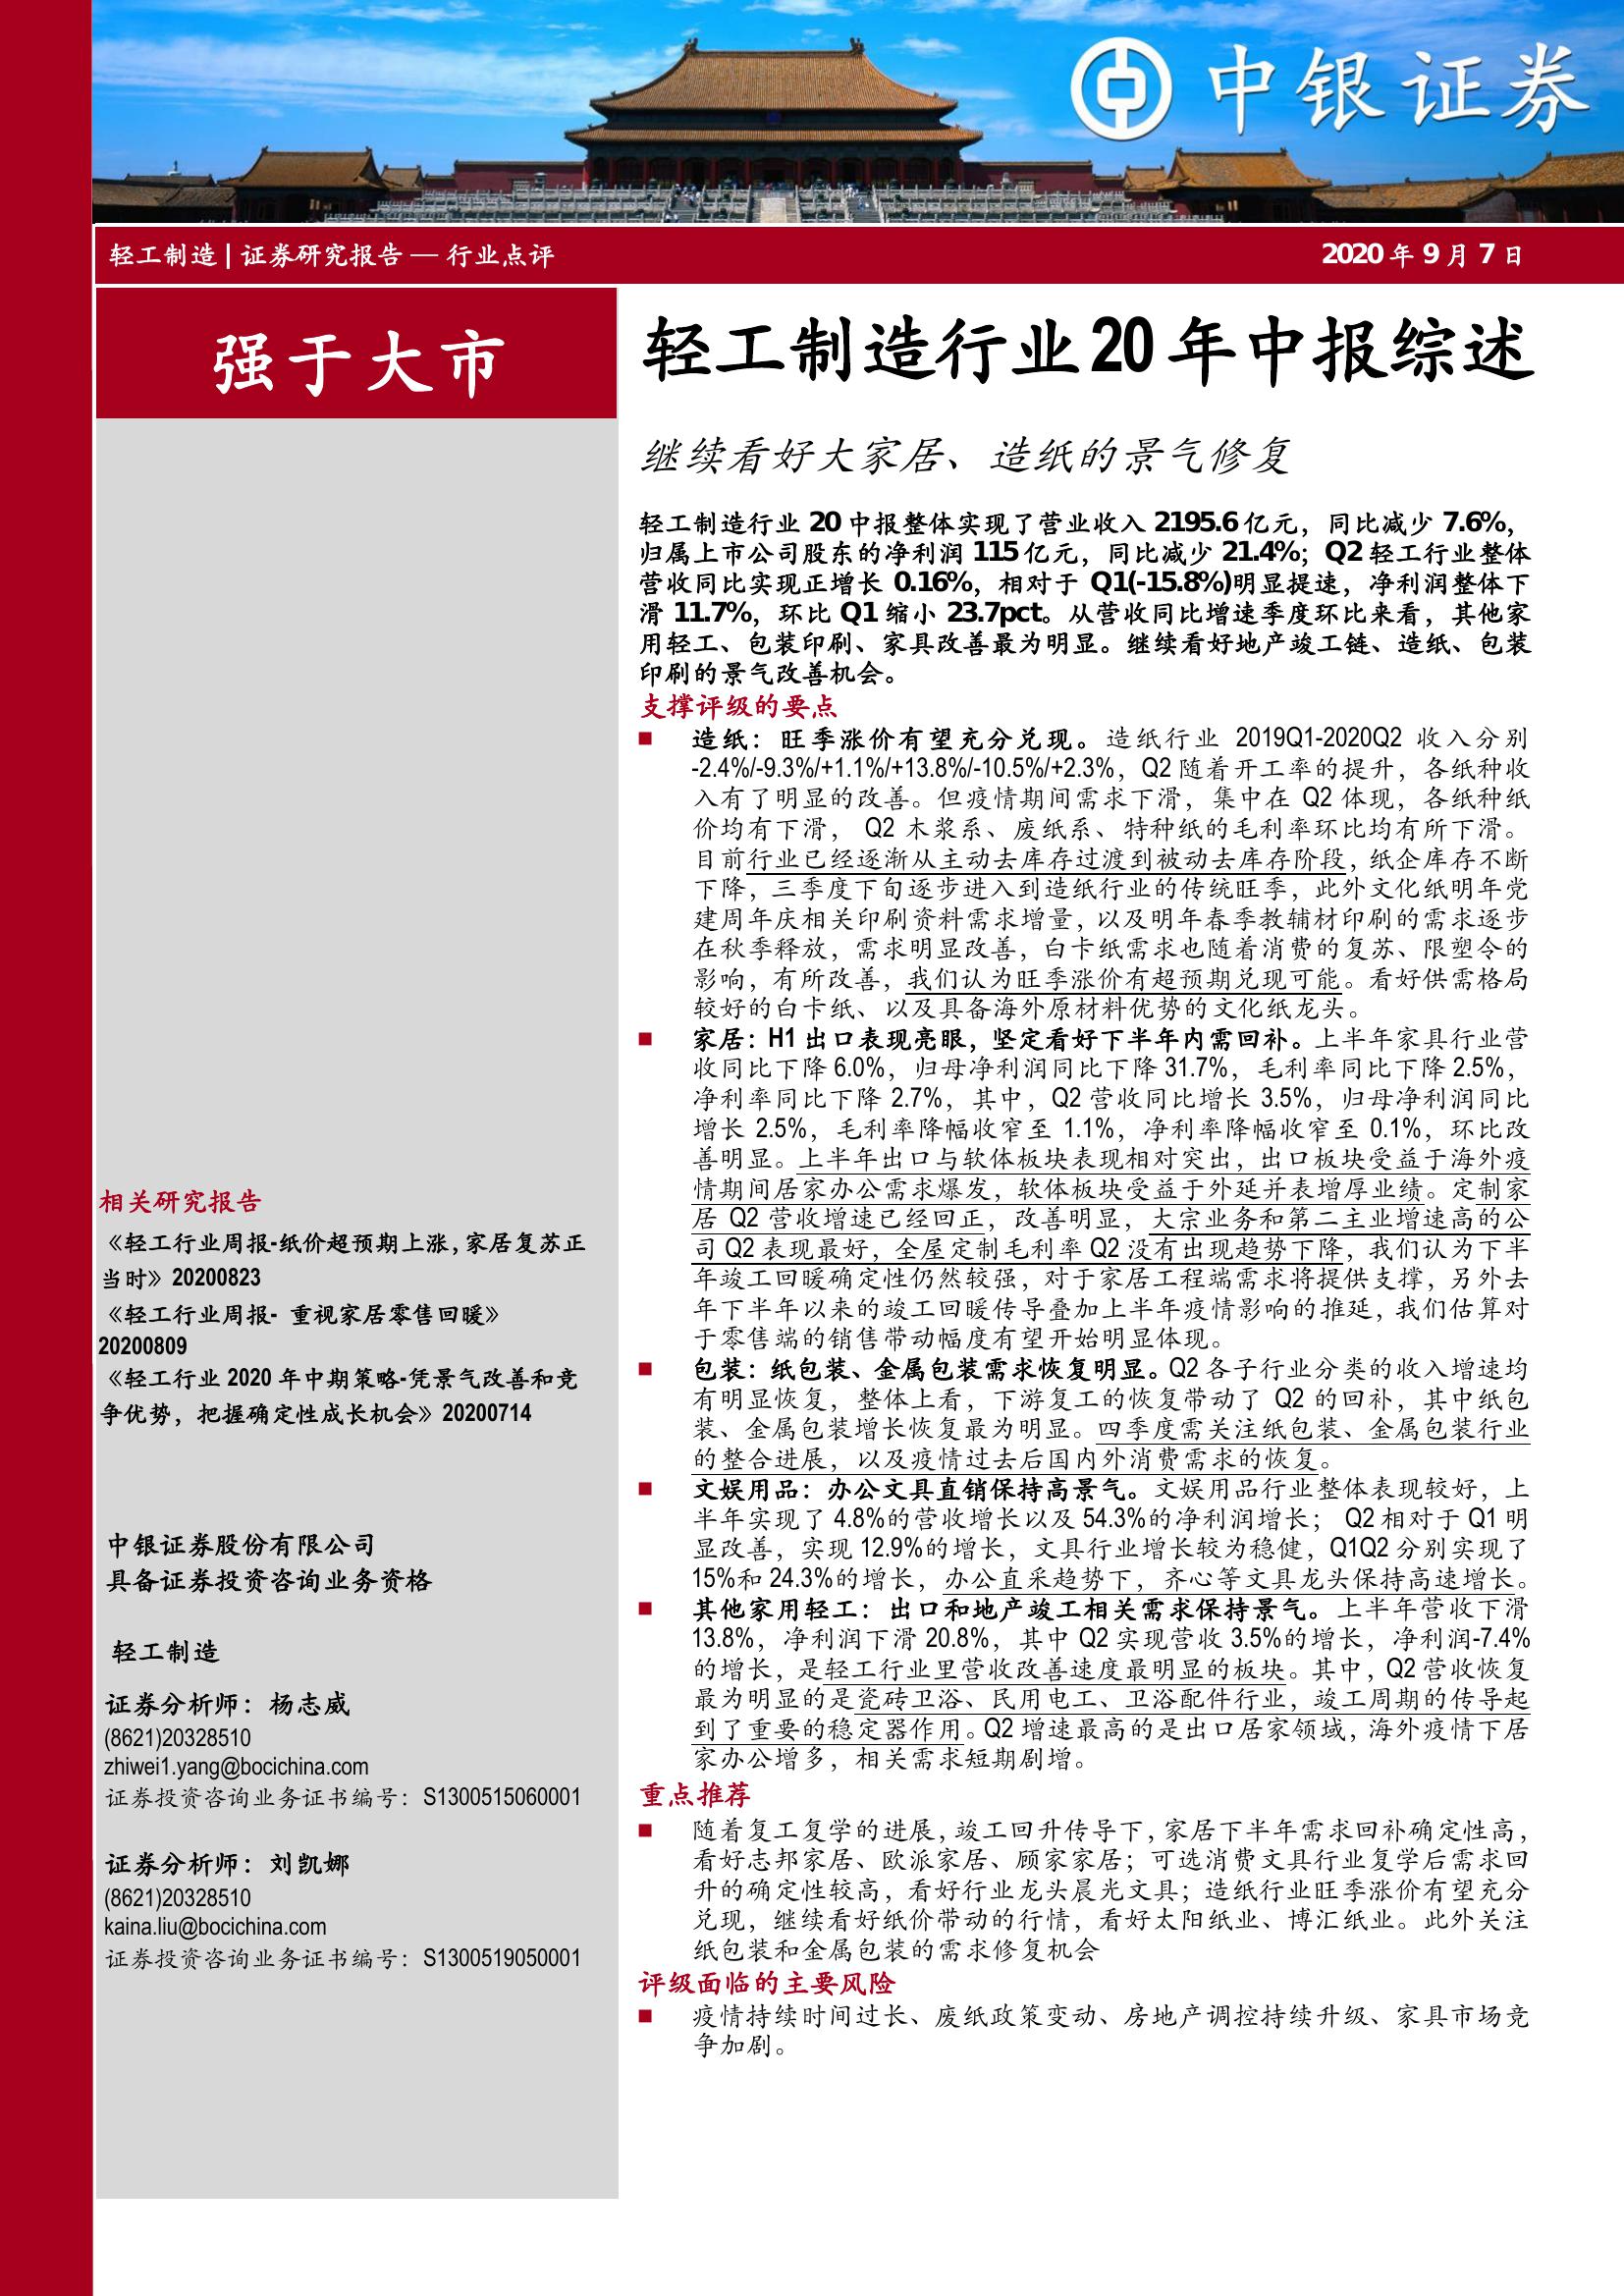 中银证券
轻工制造 | 证券研究报告 — 行业点评
2020 年 9 月 7 日
强于大市
轻工制造行业20年中报综述
继续看好大家居、造纸的景气修复
轻工制造行业 20 中报整体实现了营业收入 2195.6 亿元，同比减少 7.6%，
归属上市公司股东的净利润 115 亿元，同比减少 21.4%；Q2 轻工行业整体
营收同比实现正增长 0.16%，相对于 Q1(-15.8%)明显提速，净利润整体下
滑 11.7%，环比 Q1 缩小 23.7pct。从营收同比增速季度环比来看，其他家
用轻工、包装印刷、家具改善最为明显。继续看好地产竣工链、造纸、包装
印刷的景气改善机会。
支撑评级的要点
■ 造纸：旺季涨价有望充分兑现。造纸行业 2019Q1-2020Q2 收入分别
-2.4%/-9.3%/+1.1%/+13.8%/-10.5%/+2.3%，Q2 随着开工率的提升，各纸种收
入有了明显的改善。但疫情期间需求下滑，集中在 Q2 体现，各纸种纸
价均有下滑， Q2 木浆系、废纸系、特种纸的毛利率环比均有所下滑。
目前行业已经逐渐从主动去库存过渡到被动去库存阶段，纸企库存不断
下降，三季度下旬逐步进入到造纸行业的传统旺季，此外文化纸明年党
建周年庆相关印刷资料需求增量，以及明年春季教辅材印刷的需求逐步
在秋季释放，需求明显改善，白卡纸需求也随着消费的复苏、限塑令的
影响，有所改善，我们认为旺季涨价有超预期兑现可能。看好供需格局
较好的白卡纸、以及具备海外原材料优势的文化纸龙头。
■ 家居：H1 出口表现亮眼，坚定看好下半年内需回补。上半年家具行业营
收同比下降 6.0%，归母净利润同比下降 31.7%，毛利率同比下降 2.5%，
净利率同比下降 2.7%，其中，Q2 营收同比增长 3.5%，归母净利润同比
增长 2.5%，毛利率降幅收窄至 1.1%，净利率降幅收窄至 0.1%，环比改
善明显。上半年出口与软体板块表现相对突出，出口板块受益于海外疫
情期间居家办公需求爆发，软体板块受益于外延并表增厚业绩。定制家
居 Q2 营收增速已经回正，改善明显，大宗业务和第二主业增速高的公
司 Q2 表现最好，全屋定制毛利率 Q2 没有出现趋势下降，我们认为下半
年竣工回暖确定性仍然较强，对于家居工程端需求将提供支撑，另外去
年下半年以来的竣工回暖传导叠加上半年疫情影响的推延，我们估算对
于零售端的销售带动幅度有望开始明显体现。
■ 包装：纸包装、金属包装需求恢复明显。Q2 各子行业分类的收入增速均
有明显恢复，整体上看，下游复工的恢复带动了 Q2 的回补，其中纸包
装、金属包装增长恢复最为明显。四季度需关注纸包装、金属包装行业
的整合进展，以及疫情过去后国内外消费需求的恢复。
■ 文娱用品：办公文具直销保持高景气。文娱用品行业整体表现较好，上
半年实现了 4.8%的营收增长以及 54.3%的净利润增长； Q2 相对于 Q1 明
显改善，实现 12.9%的增长，文具行业增长较为稳健，Q1Q2 分别实现了
15%和 24.3%的增长，办公直采趋势下，齐心等文具龙头保持高速增长。
■ 其他家用轻工：出口和地产竣工相关需求保持景气。上半年营收下滑
13.8%，净利润下滑 20.8%，其中 Q2 实现营收 3.5%的增长，净利润-7.4%
的增长，是轻工行业里营收改善速度最明显的板块。其中，Q2 营收恢复
最为明显的是瓷砖卫浴、民用电工、卫浴配件行业，竣工周期的传导起
到了重要的稳定器作用。Q2 增速最高的是出口居家领域，海外疫情下居
家办公增多，相关需求短期剧增。
重点推荐
■ 随着复工复学的进展，竣工回升传导下，家居下半年需求回补确定性高，
看好志邦家居、欧派家居、顾家家居；可选消费文具行业复学后需求回
升的确定性较高，看好行业龙头晨光文具；造纸行业旺季涨价有望充分
兑现，继续看好纸价带动的行情，看好太阳纸业、博汇纸业。此外关注
纸包装和金属包装的需求修复机会
评级面临的主要风险
■ 疫情持续时间过长、废纸政策变动、房地产调控持续升级、家具市场竞
争加剧。
相关研究报告
《轻工行业周报-纸价超预期上涨，家居复苏正
当时》20200823
《轻工行业周报- 重视家居零售回暖》
20200809
《轻工行业 2020 年中期策略-凭景气改善和竞
争优势，把握确定性成长机会》20200714
中银证券股份有限公司
具备证券投资咨询业务资格
轻工制造
证券分析师：杨志威
(8621)20328510
zhiwei1.yang@bocichina.com
证券投资咨询业务证书编号：S1300515060001
证券分析师：刘凯娜
(8621)20328510
kaina.liu@bocichina.com
证券投资咨询业务证书编号：S1300519050001